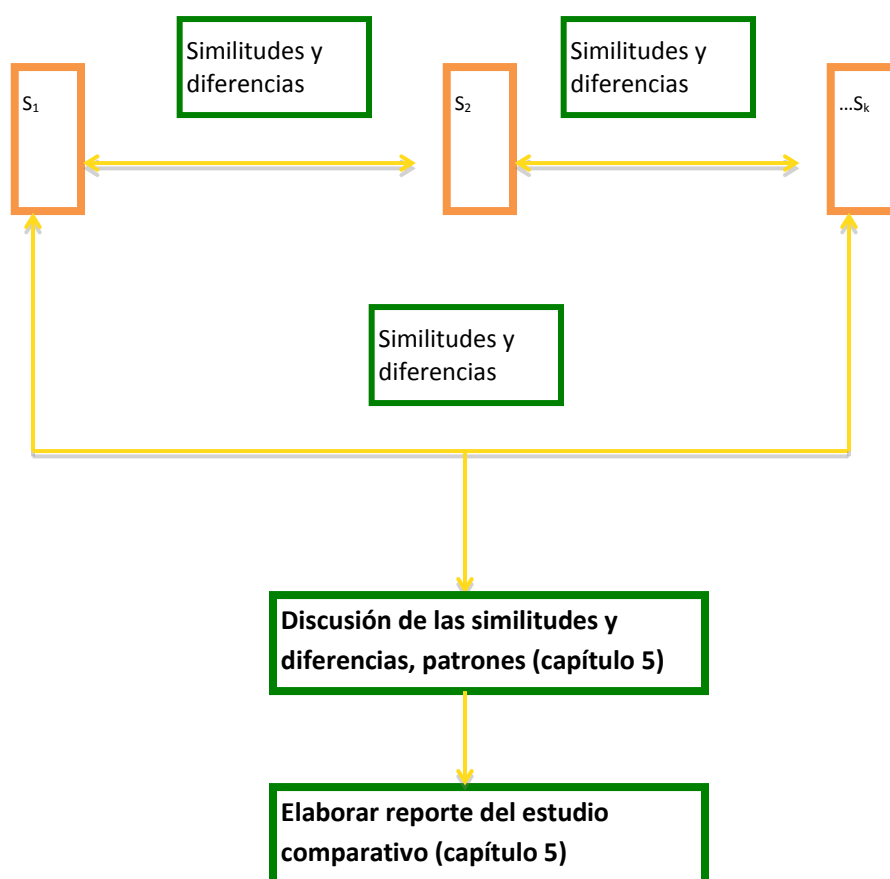 Similitudes y
diferencias
Similitudes y
diferencias
S₁
S₂
...Sₖ
Similitudes y
diferencias
Discusión de las similitudes y
diferencias, patrones (capítulo 5)
Elaborar reporte del estudio
comparativo (capítulo 5)